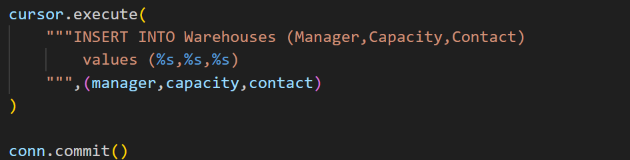 cursor.execute(
    """INSERT INTO Warehouses (Manager,Capacity,Contact)
        values (%s,%s,%s)
    """,(manager,capacity,contact)
)
conn.commit()